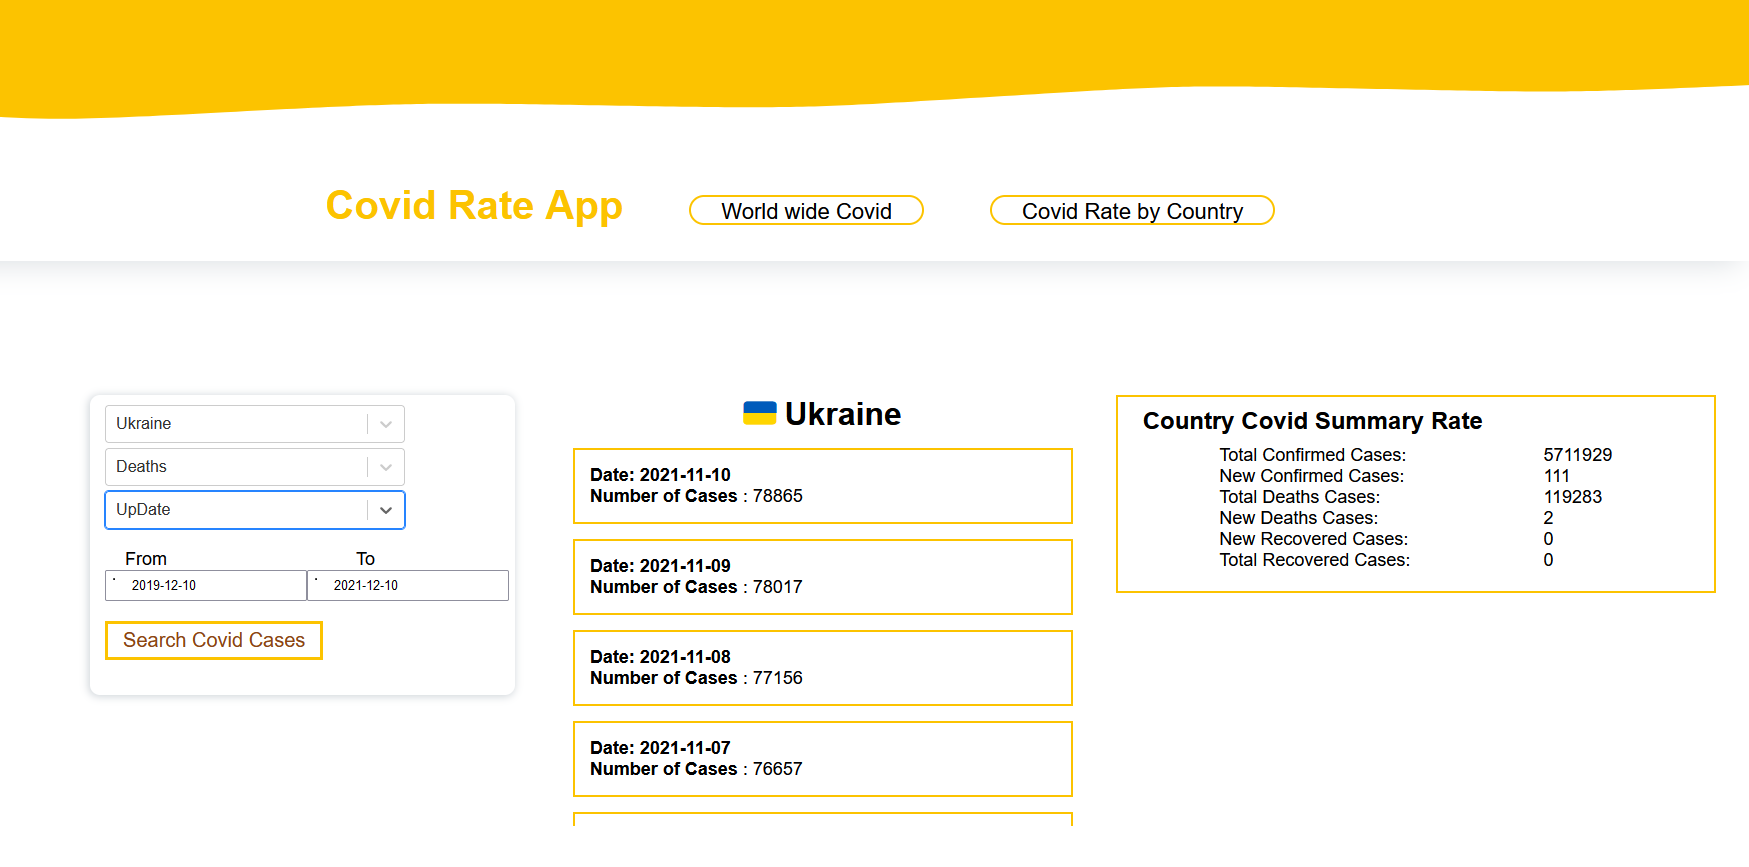 Covid Rate App
World wide Covid
Covid Rate by Country
Ukraine
Deaths
UpDate
From To
2019-12-10 2021-12-10
Search Covid Cases
Ukraine
Date: 2021-11-10
Number of Cases : 78865
Date: 2021-11-09
Number of Cases : 78017
Date: 2021-11-08
Number of Cases : 77156
Date: 2021-11-07
Number of Cases : 76657
Country Covid Summary Rate
Total Confirmed Cases: 5711929
New Confirmed Cases: 111
Total Deaths Cases: 119283
New Deaths Cases: 2
New Recovered Cases: 0
Total Recovered Cases: 0